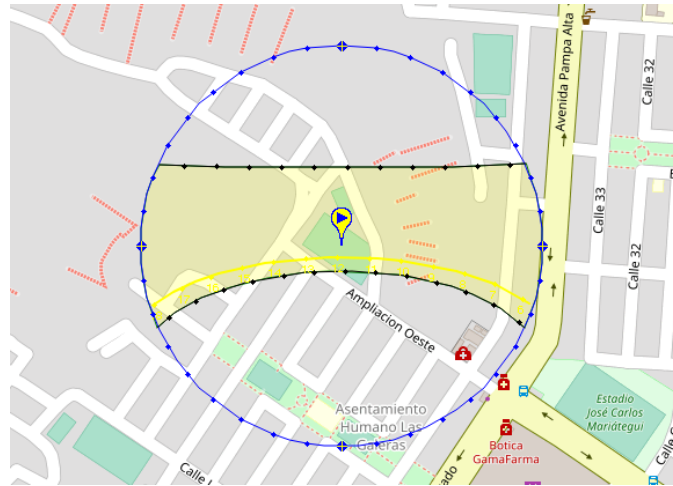 Avenida Pampa Alta
Calle 32
Calle 33
Calle 32
Ampliacion Oeste
Asentamiento
Humano Las
Galeras
Estadio
José Carlos
Mariátegui
Botica
GamaFarma